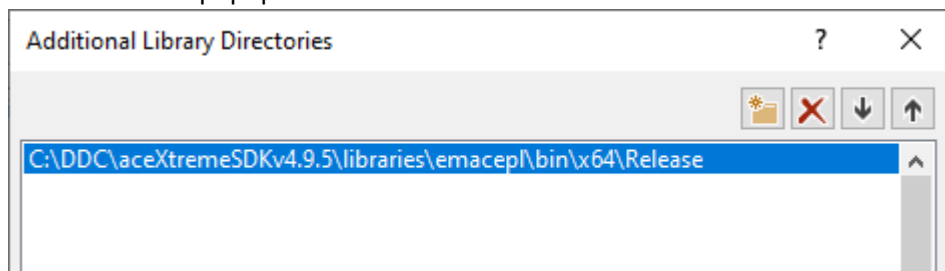 Additional Library Directories
?
C:\DDC\aceXtremeSDKv4.9.5\libraries\emacepl\bin\x64\Release